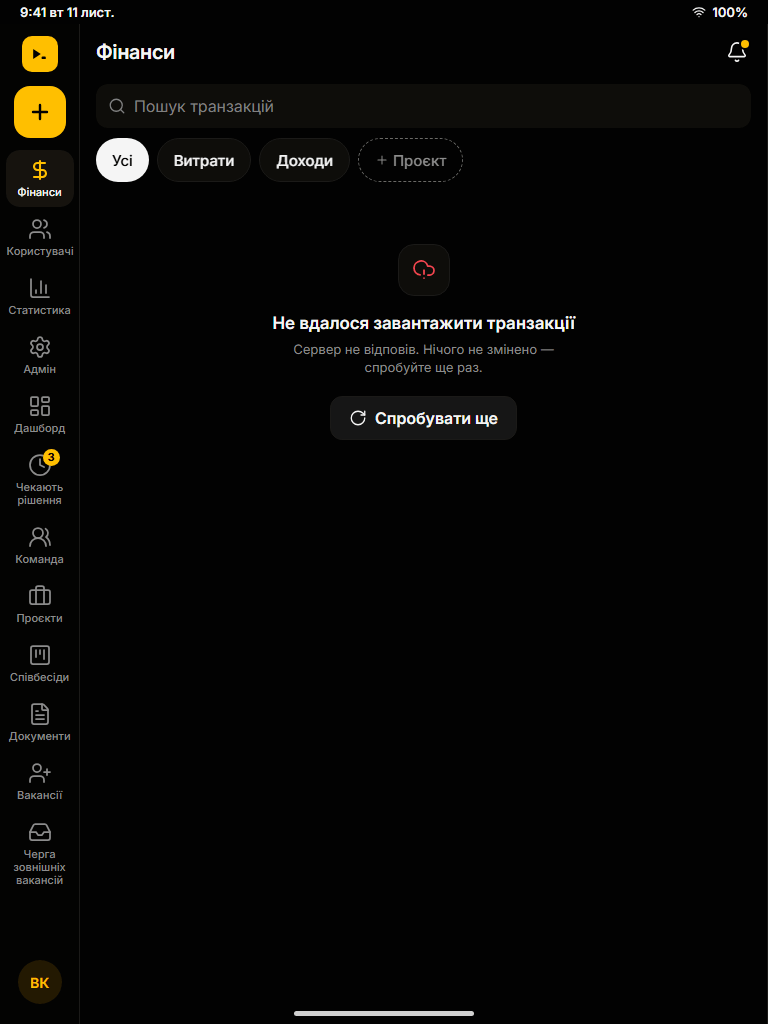 9:41 вт 11 лист.
100%
Фінанси
Пошук транзакцій
Усі
Витрати
Доходи
+ Проєкт
Фінанси
Користувачі
Статистика
Адмін
Дашборд
3
Чекають
рішення
Команда
Проєкти
Співбесіди
Документи
Вакансії
Черга
зовнішніх
вакансій
ВК
Не вдалося завантажити транзакції
Сервер не відповів. Нічого не змінено —
спробуйте ще раз.
Спробувати ще